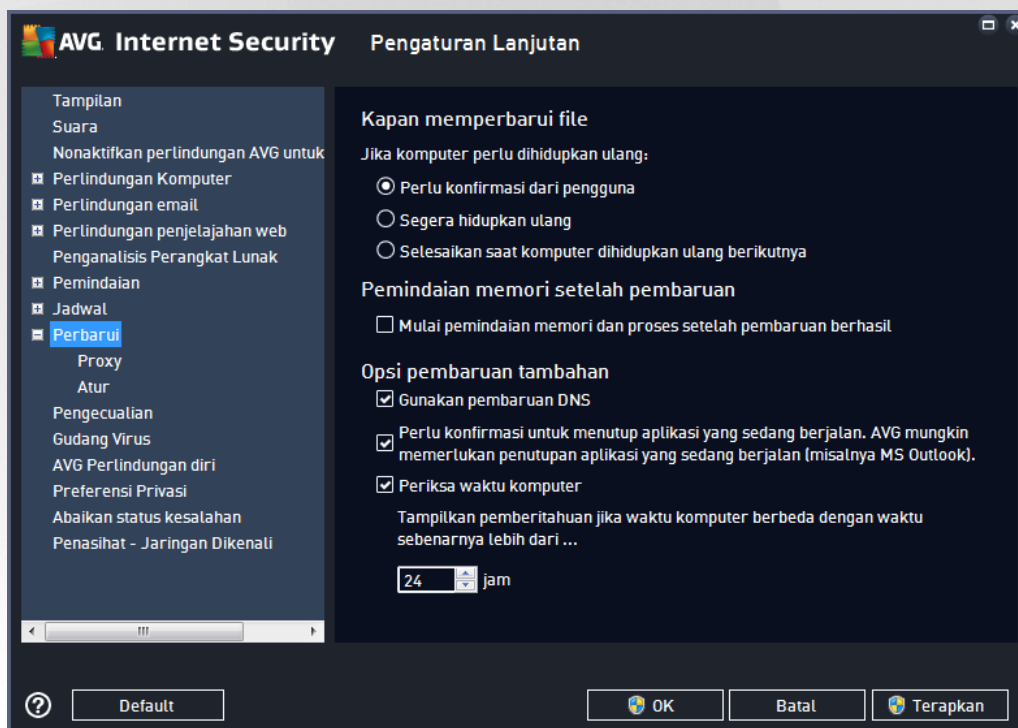 AVG. Internet Security
Pengaturan Lanjutan
Tampilan
Suara
Nonaktifkan perlindungan AVG untuk
Perlindungan Komputer
Perlindungan email
Perlindungan penjelajahan web
Penganalisis Perangkat Lunak
Pemindaian
Jadwal
Perbarui
Proxy
Atur
Pengecualian
Gudang Virus
AVG Perlindungan diri
Preferensi Privasi
Abaikan status kesalahan
Penasihat - Jaringan Dikenali
Kapan memperbarui file
Jika komputer perlu dihidupkan ulang:
Perlu konfirmasi dari pengguna
Segera hidupkan ulang
Selesaikan saat komputer dihidupkan ulang berikutnya
Pemindaian memori setelah pembaruan
Mulai pemindaian memori dan proses setelah pembaruan berhasil
Opsi pembaruan tambahan
Gunakan pembaruan DNS
Perlu konfirmasi untuk menutup aplikasi yang sedang berjalan. AVG mungkin
memerlukan penutupan aplikasi yang sedang berjalan (misalnya MS Outlook).
Periksa waktu komputer
Tampilkan pemberitahuan jika waktu komputer berbeda dengan waktu
sebenarnya lebih dari ...
24 jam
? Default
OK
Batal
Terapkan